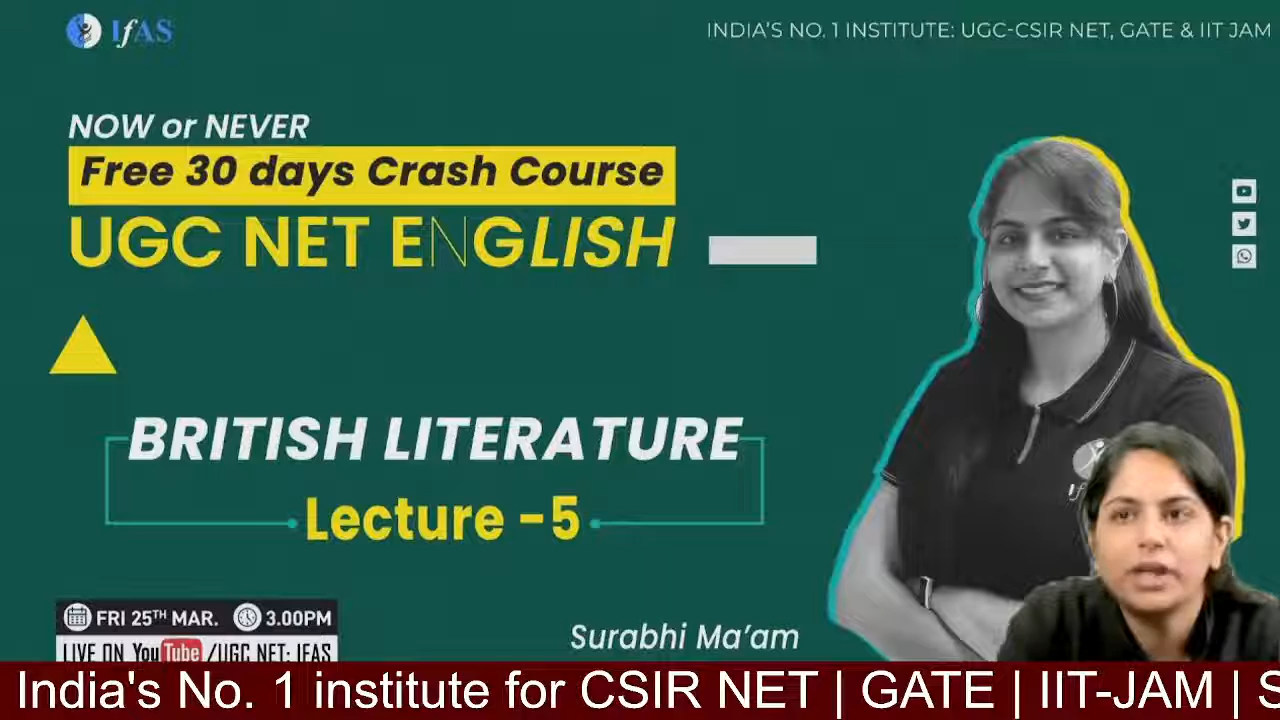 IfAS
INDIA'S NO. 1 INSTITUTE: UGC-CSIR NET, GATE & IIT JAM
NOW or NEVER
Free 30 days Crash Course
UGC NET ENGLISH
BRITISH LITERATURE
Lecture -5
FRI 25TH MAR. 3.00PM
LIVE ON YouTube /UGC NET: IFAS
Surabhi Ma'am
India's No. 1 institute for CSIR NET | GATE | IIT-JAM | S